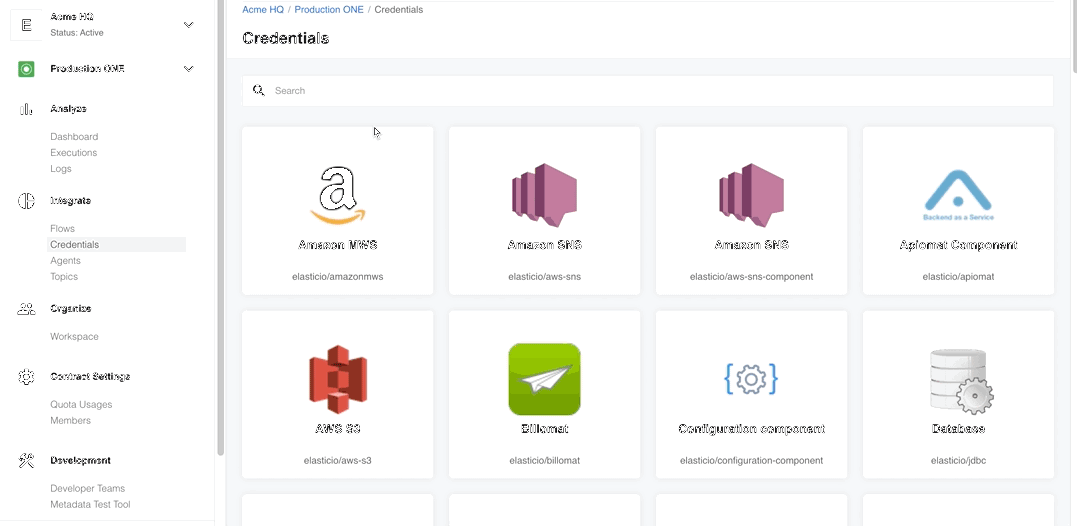 E
Acme HQ
Status: Active
Production ONE
Analyze
Dashboard
Executions
Logs
Integrate
Flows
Credentials
Agents
Topics
Organize
Workspace
Contract Settings
Quota Usages
Members
Development
Developer Teams
Metadata Test Tool
Acme HQ / Production ONE / Credentials
Credentials
Search
a
Amazon MWS
elasticio/amazonmws
Amazon SNS
elasticio/aws-sns
Amazon SNS
elasticio/aws-sns-component
Backend as a Service
Apiomat Component
elasticio/apiomat
AWS S3
elasticio/aws-s3
Billomat
elasticio/billomat
Configuration component
elasticio/configuration-component
Database
elasticio/jdbc